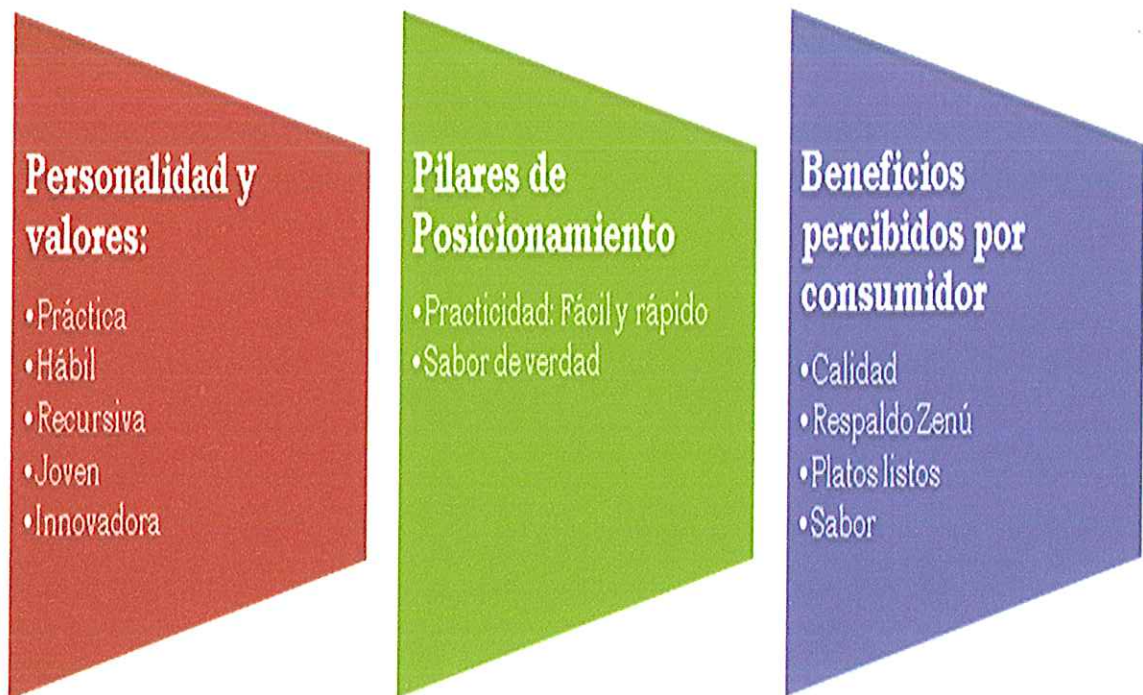 Personalidad y
valores:
•Práctica
•Hábil
•Recursiva
•Joven
•Innovadora
Pilares de
Posicionamiento
•Practicidad: Fácil y rápido
•Sabor de verdad
Beneficios
percibidos por
consumidor
•Calidad
•Respaldo Zenú
•Platos listos
•Sabor